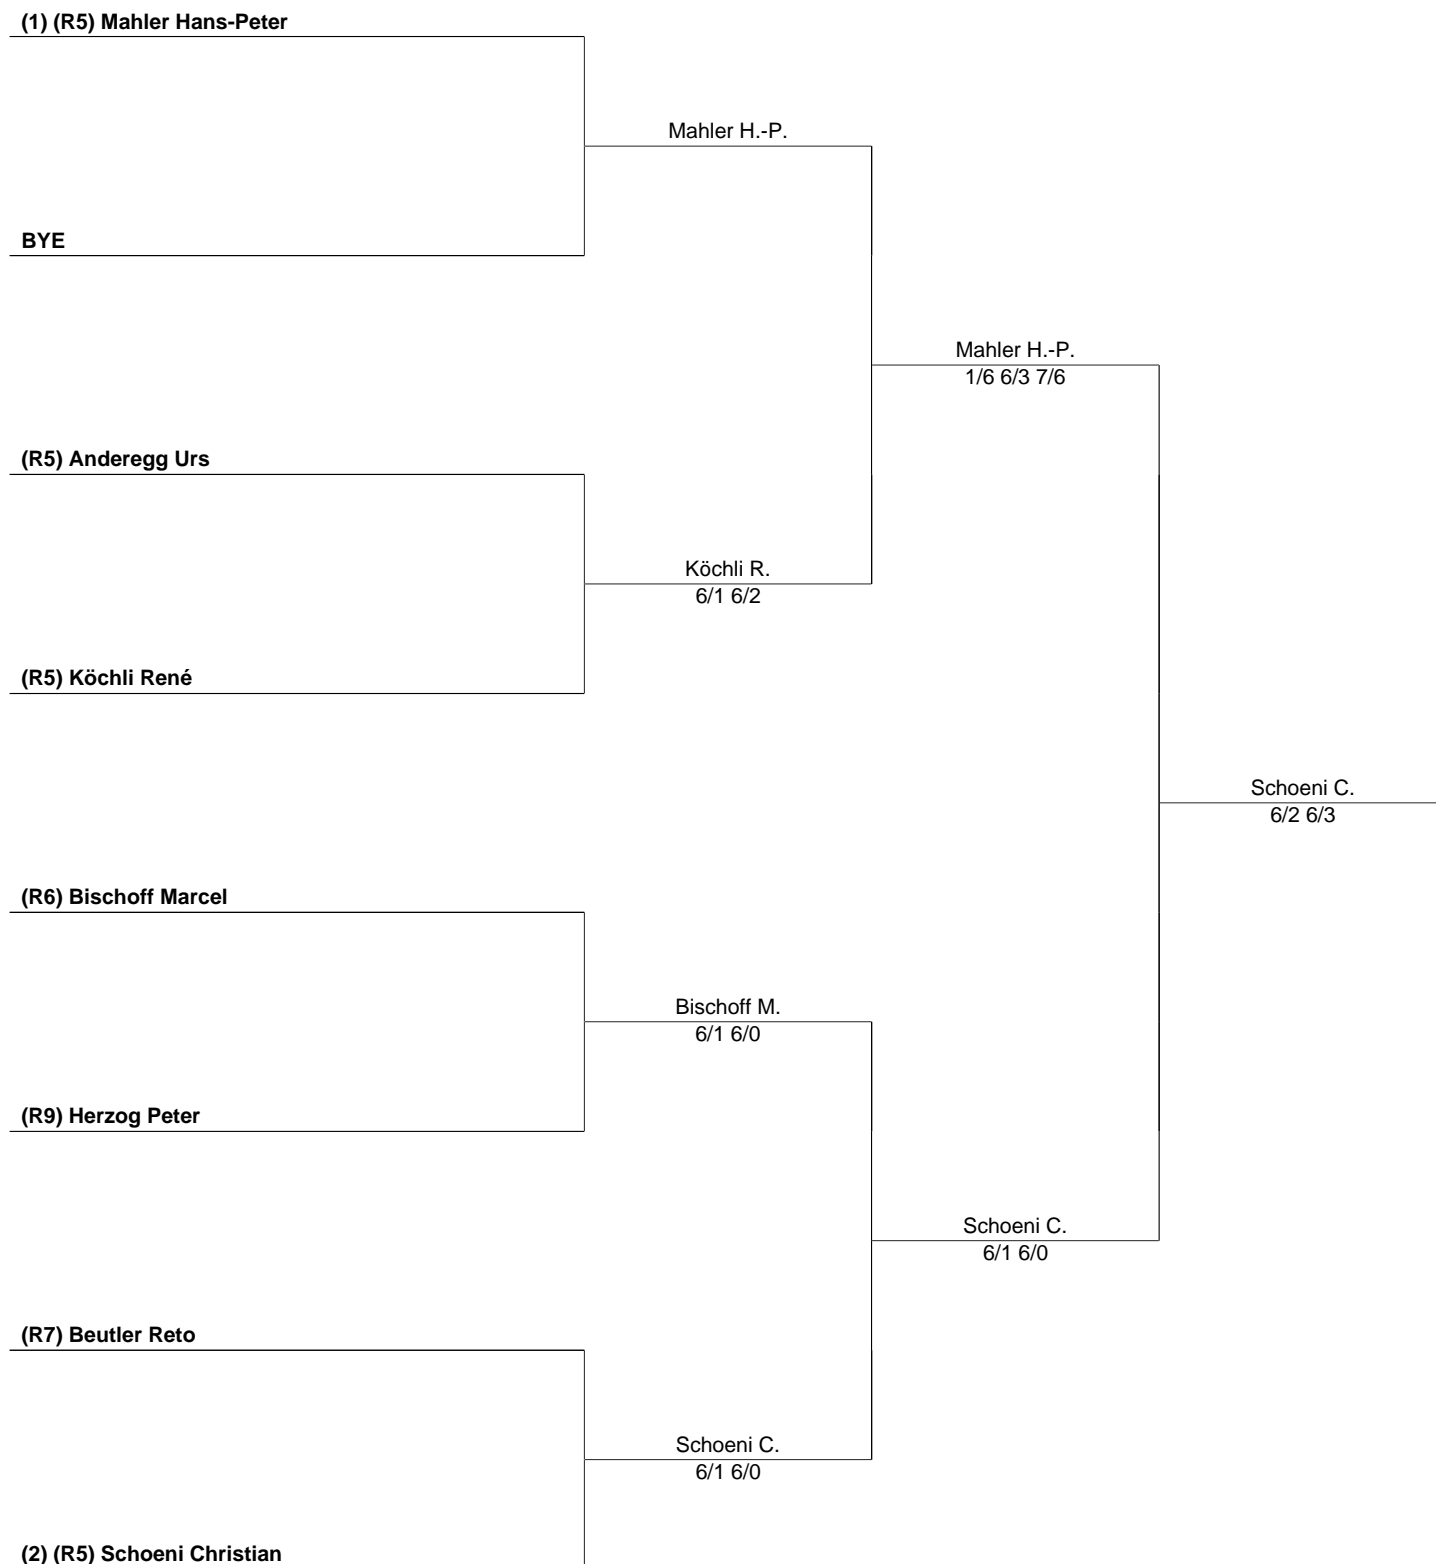 (1) (R5) Mahler Hans-Peter
Mahler H.-P.
BYE
Mahler H.-P.
1/6 6/3 7/6
(R5) Anderegg Urs
Köchli R.
6/1 6/2
(R5) Köchli René
Schoeni C.
6/2 6/3
(R6) Bischoff Marcel
Bischoff M.
6/1 6/0
(R9) Herzog Peter
Schoeni C.
6/1 6/0
(R7) Beutler Reto
Schoeni C.
6/1 6/0
(2) (R5) Schoeni Christian